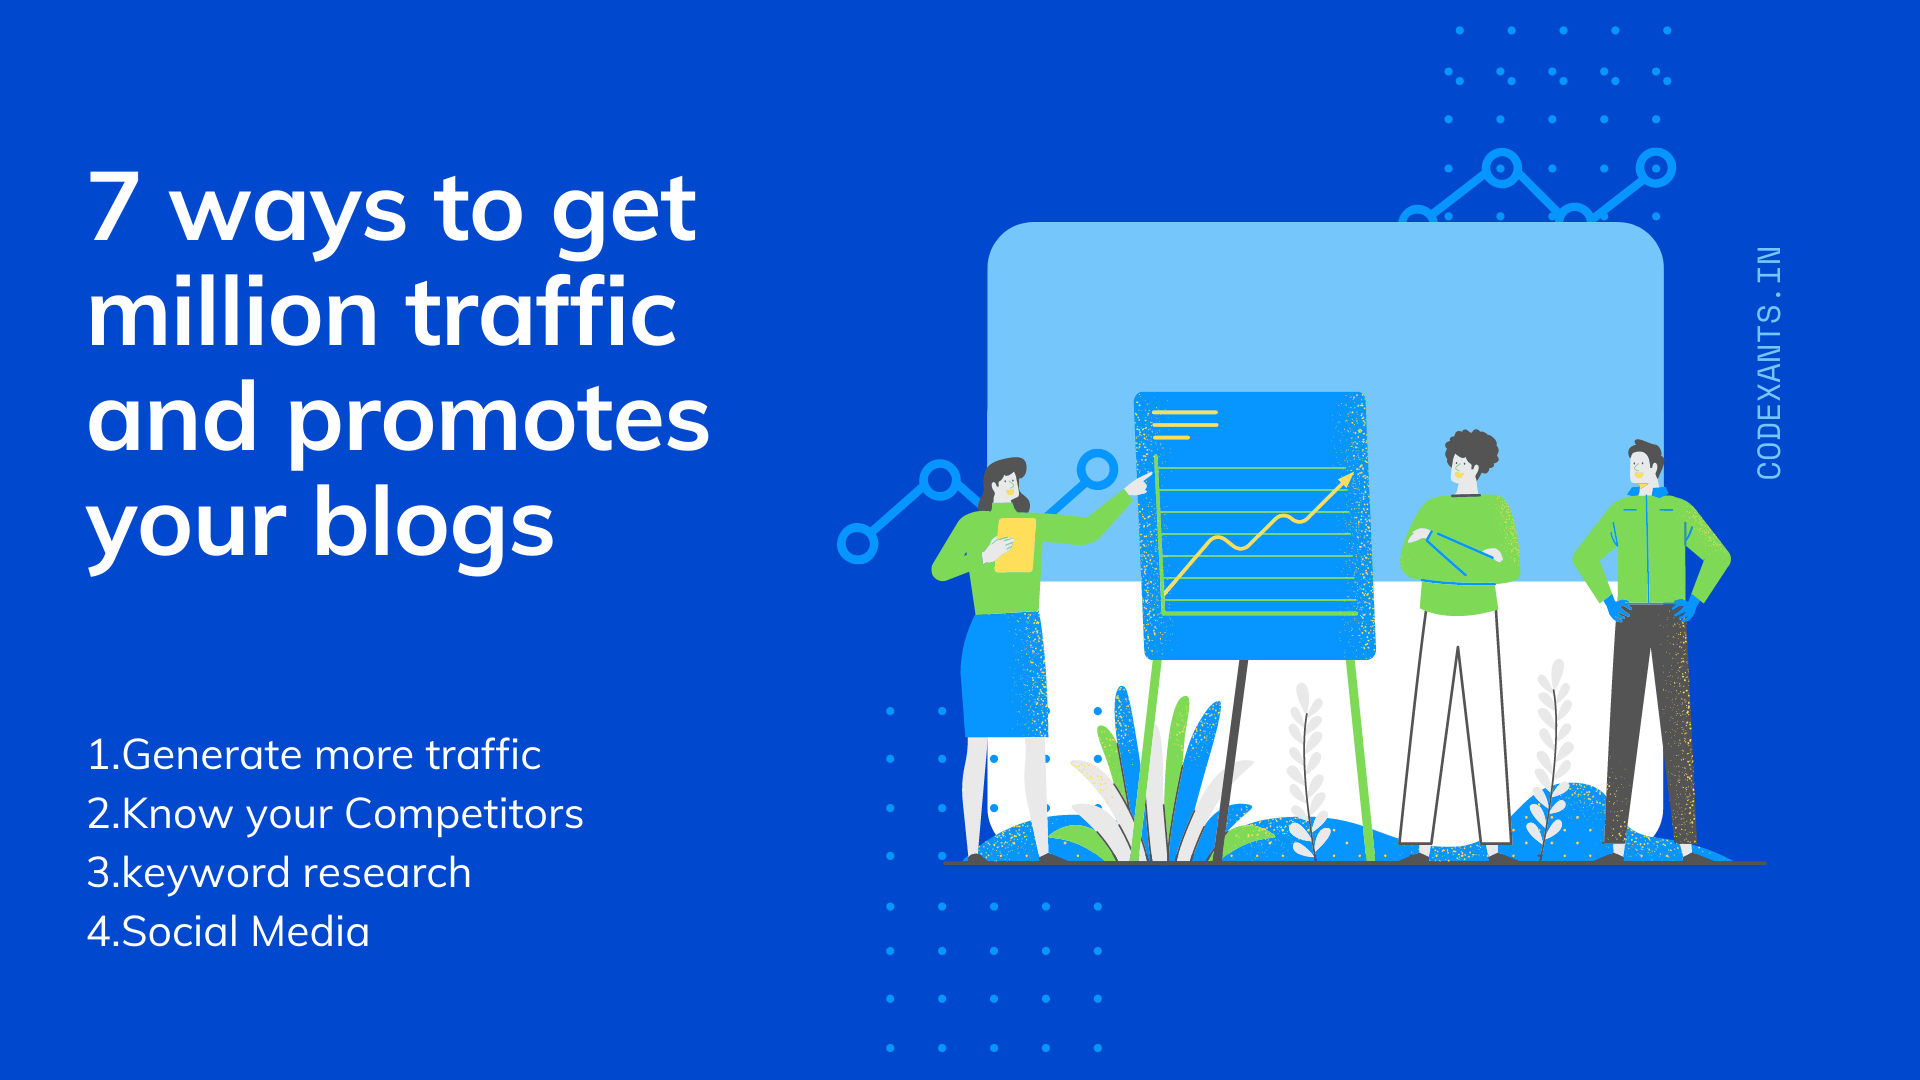 7 ways to get
million traffic
and promotes
your blogs
1.Generate more traffic
2.Know your Competitors
3.keyword research
4.Social Media
CODEXANTS.IN